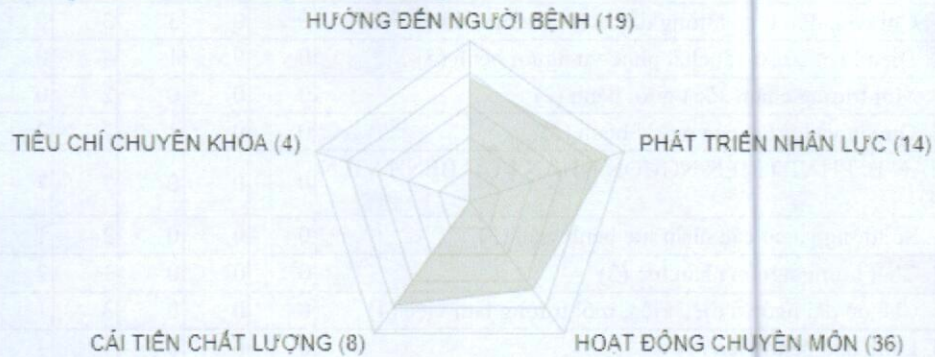 HƯỚNG ĐẾN NGƯỜI BỆNH (19)
TIÊU CHÍ CHUYÊN KHOA (4)
PHÁT TRIỂN NHÂN LỰC (14)
CẢI TIẾN CHẤT LƯỢNG (8)
HOẠT ĐỘNG CHUYÊN MÔN (36)